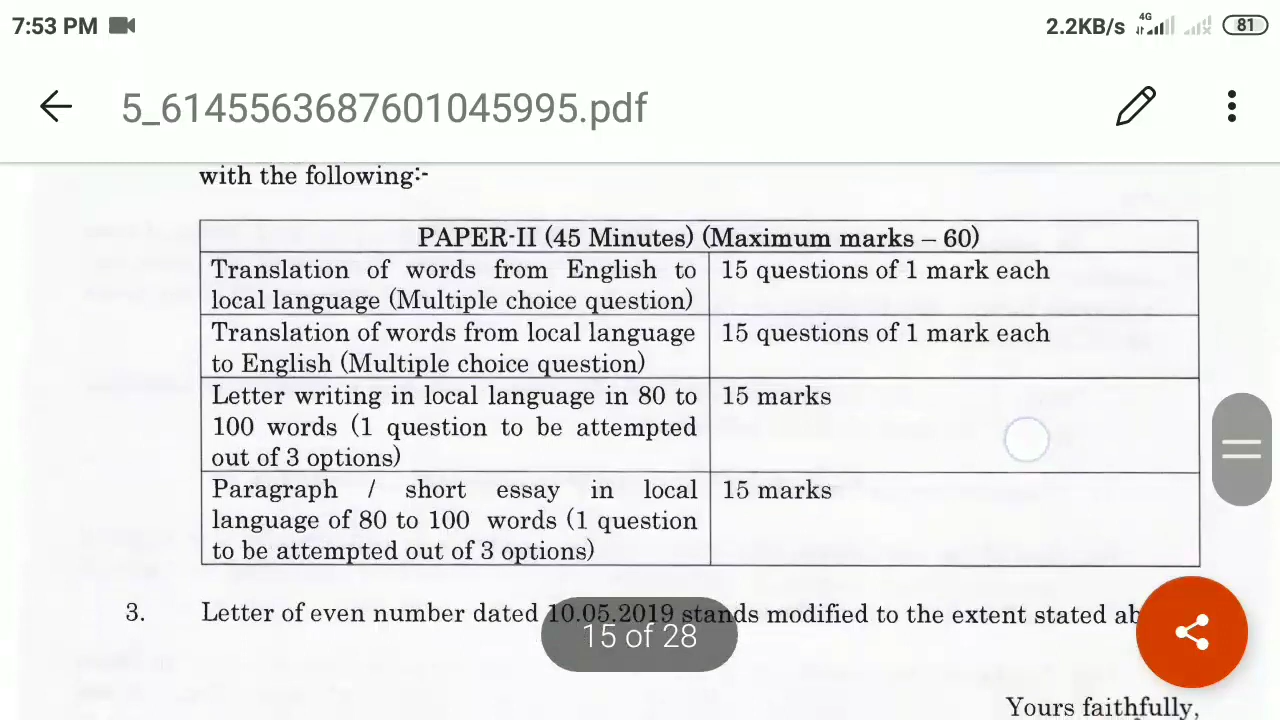 7:53 PM 2.2KB/s 4G 81
5_6145563687601045995.pdf
with the following:-
PAPER-II (45 Minutes) (Maximum marks – 60)
Translation of words from English to 15 questions of 1 mark each
local language (Multiple choice question)
Translation of words from local language 15 questions of 1 mark each
to English (Multiple choice question)
Letter writing in local language in 80 to 15 marks
100 words (1 question to be attempted
out of 3 options)
Paragraph / short essay in local 15 marks
language of 80 to 100 words (1 question
to be attempted out of 3 options)
3. Letter of even number dated 10.05.2019 stands modified to the extent stated ab
15 of 28
Yours faithfully,